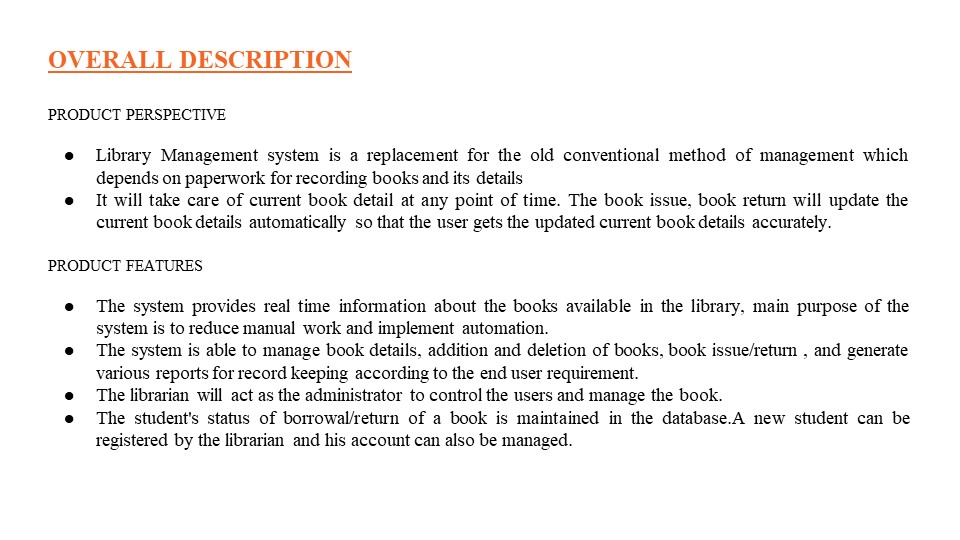 OVERALL DESCRIPTION
PRODUCT PERSPECTIVE
● Library Management system is a replacement for the old conventional method of management which
depends on paperwork for recording books and its details
● It will take care of current book detail at any point of time. The book issue, book return will update the
current book details automatically so that the user gets the updated current book details accurately.
PRODUCT FEATURES
● The system provides real time information about the books available in the library, main purpose of the
system is to reduce manual work and implement automation.
● The system is able to manage book details, addition and deletion of books, book issue/return , and generate
various reports for record keeping according to the end user requirement.
● The librarian will act as the administrator to control the users and manage the book.
● The student's status of borrowal/return of a book is maintained in the database.A new student can be
registered by the librarian and his account can also be managed.